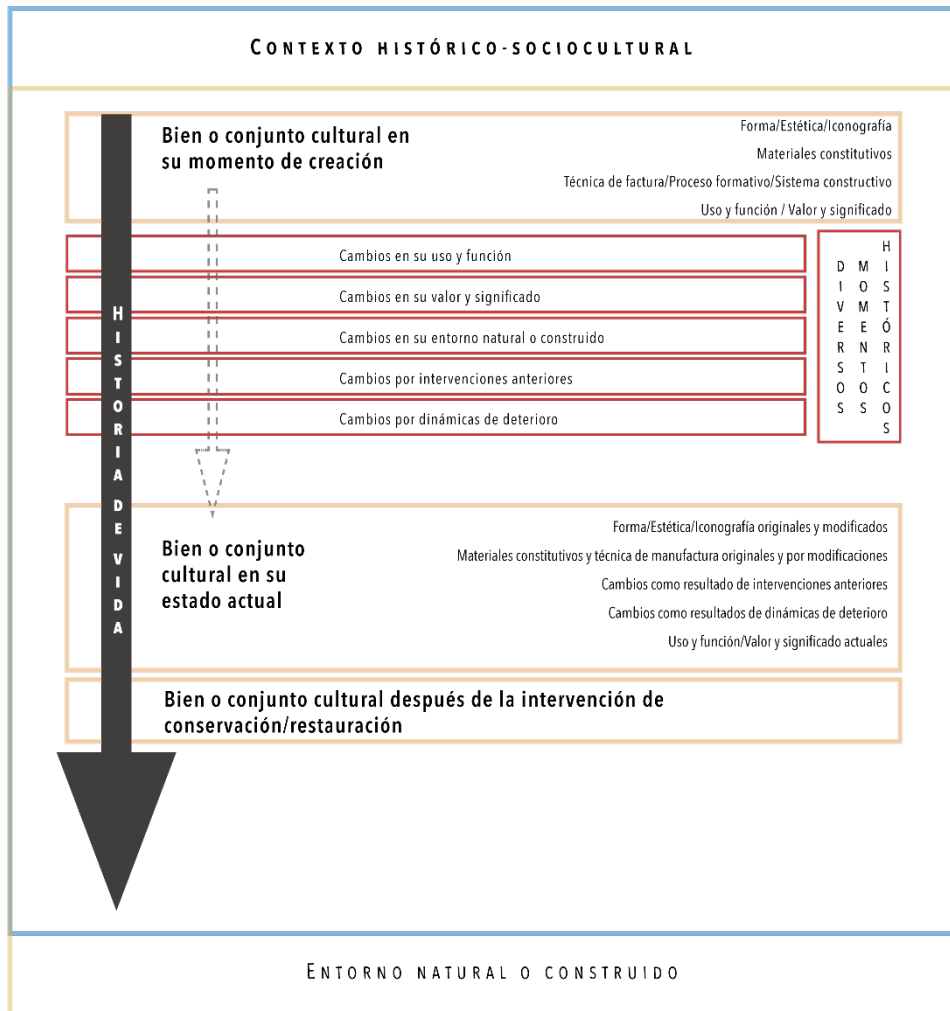 CONTEXTO HISTÓRICO-SOCIOCULTURAL
Bien o conjunto cultural en
su momento de creación
Forma/Estética/Iconografía
Materiales constitutivos
Técnica de factura/Proceso formativo/Sistema constructivo
Uso y función / Valor y significado
Cambios en su uso y función
Cambios en su valor y significado
Cambios en su entorno natural o construido
Cambios por intervenciones anteriores
Cambios por dinámicas de deterioro
DIVERSOS
MOMENTOS
HISTÓRICOS
HISTORIA DE VIDA
Bien o conjunto
cultural en su
estado actual
Forma/Estética/Iconografía originales y modificados
Materiales constitutivos y técnica de manufactura originales y por modificaciones
Cambios como resultado de intervenciones anteriores
Cambios como resultados de dinámicas de deterioro
Uso y función/Valor y significado actuales
Bien o conjunto cultural después de la intervención de
conservación/restauración
ENTORNO NATURAL O CONSTRUIDO